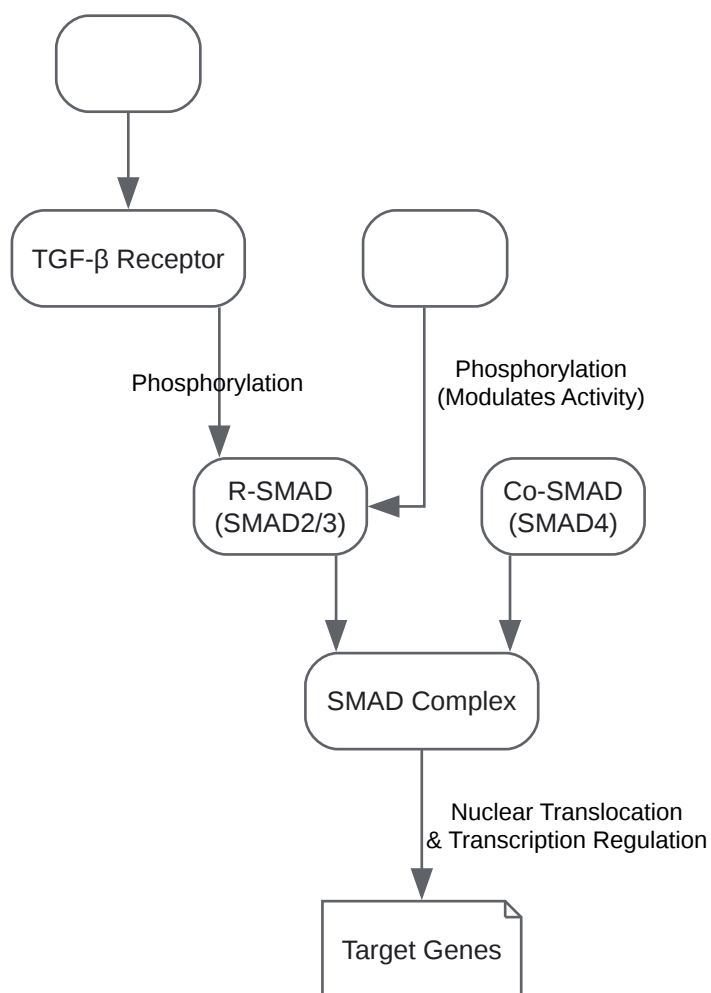 TGF-β Receptor
Phosphorylation
Phosphorylation
(Modulates Activity)
R-SMAD
(SMAD2/3)
Co-SMAD
(SMAD4)
SMAD Complex
Nuclear Translocation
& Transcription Regulation
Target Genes